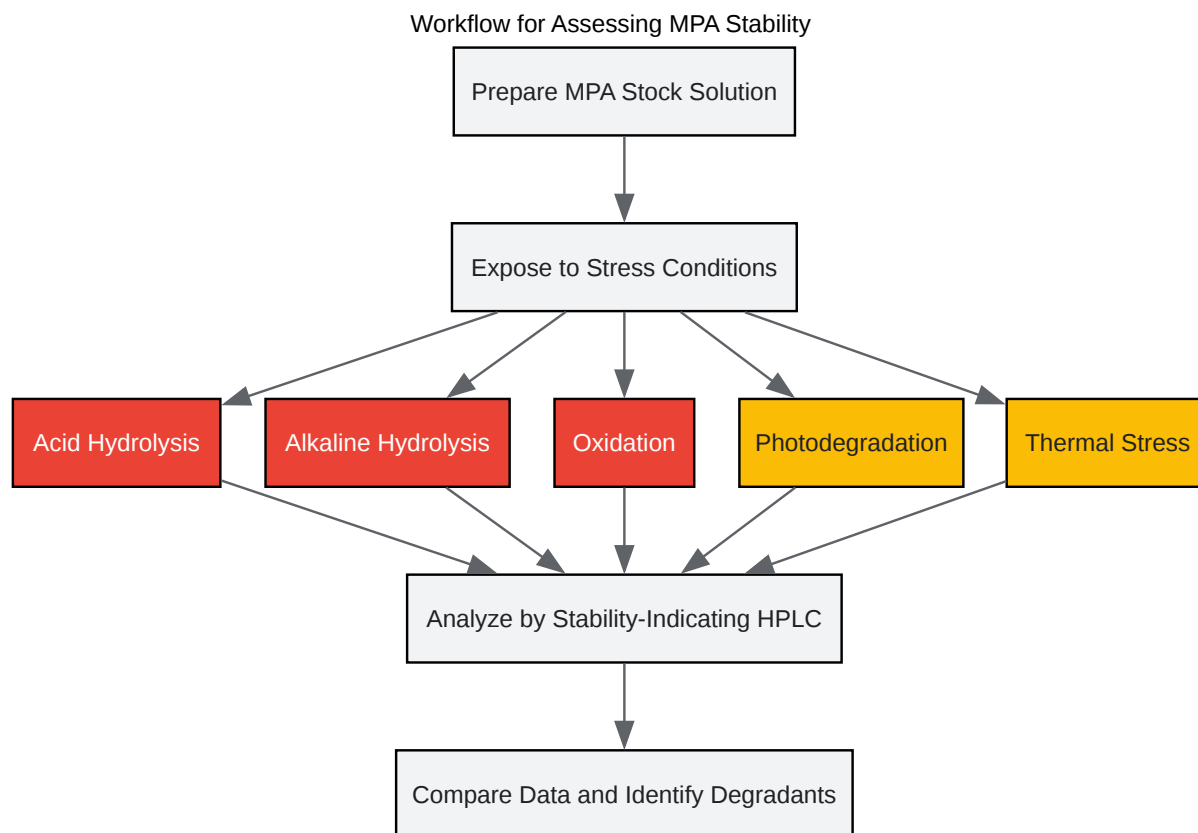 Workflow for Assessing MPA Stability
Prepare MPA Stock Solution
Expose to Stress Conditions
Acid Hydrolysis
Alkaline Hydrolysis
Oxidation
Photodegradation
Thermal Stress
Analyze by Stability-Indicating HPLC
Compare Data and Identify Degradants